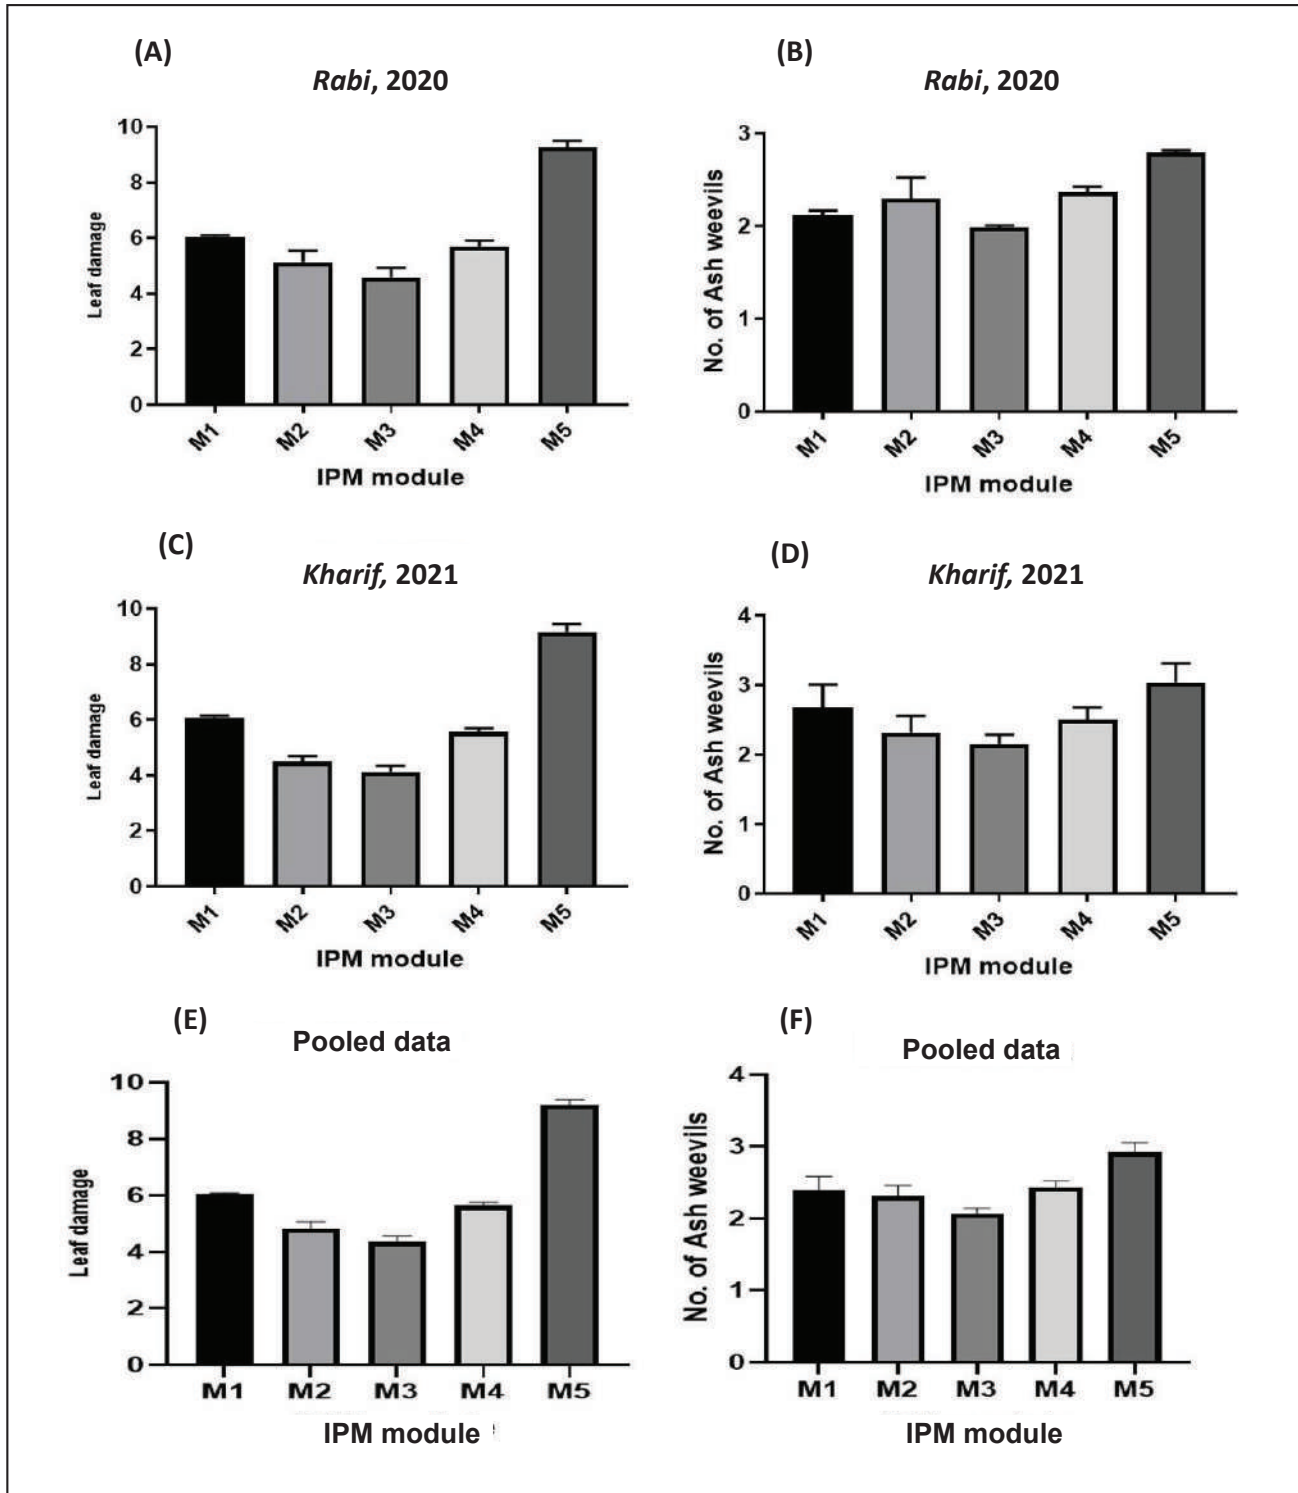 (A)
Rabi, 2020
Leaf damage
10
8
6
4
2
0
M1 M2 M3 M4 M5
IPM module
(B)
Rabi, 2020
No. of Ash weevils
3
2
1
0
M1 M2 M3 M4 M5
IPM module
(C)
Kharif, 2021
Leaf damage
10
8
6
4
2
0
M1 M2 M3 M4 M5
IPM module
(D)
Kharif, 2021
No. of Ash weevils
4
3
2
1
0
M1 M2 M3 M4 M5
IPM module
(E)
Pooled data
Leaf damage
10
8
6
4
2
0
M1 M2 M3 M4 M5
IPM module
(F)
Pooled data
No. of Ash weevils
4
3
2
1
0
M1 M2 M3 M4 M5
IPM module